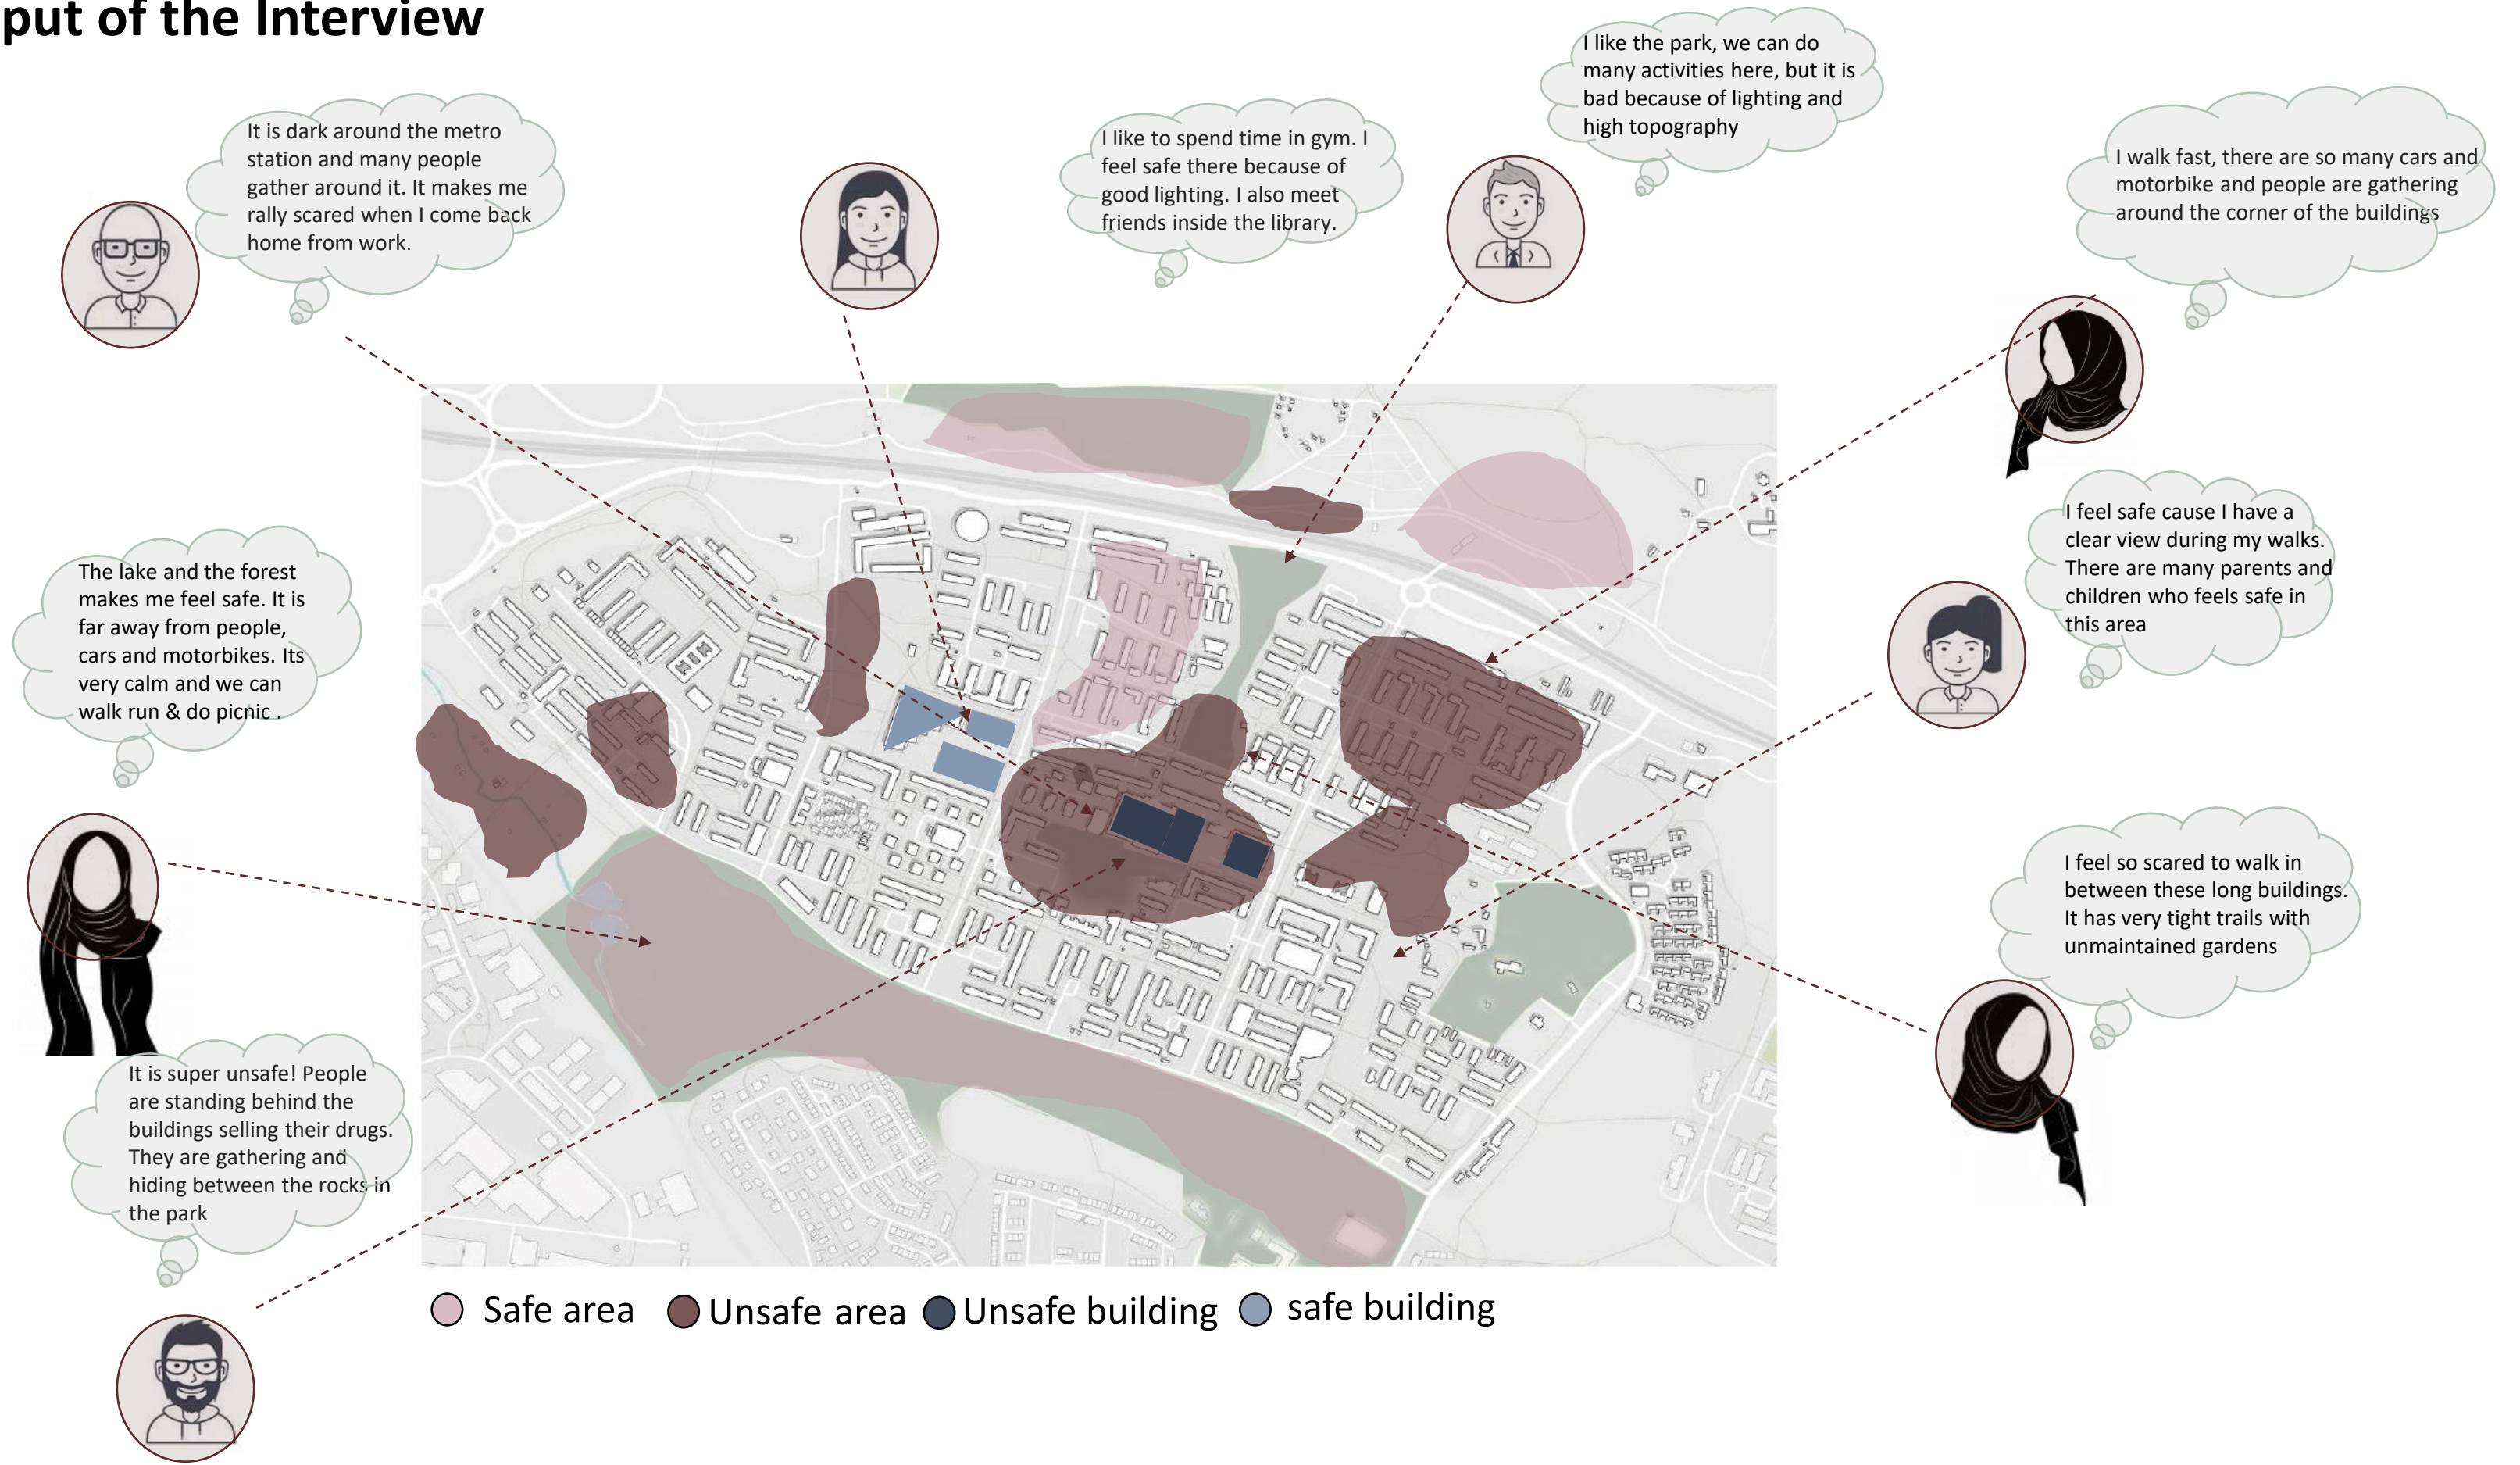 put of the Interview
I like the park, we can do
many activities here, but it is
bad because of lighting and
high topography
It is dark around the metro
station and many people
gather around it. It makes me
rally scared when I come back
home from work.
I like to spend time in gym. I
feel safe there because of
good lighting. I also meet
friends inside the library.
I walk fast, there are so many cars and
motorbike and people are gathering
around the corner of the buildings
The lake and the forest
makes me feel safe. It is
far away from people,
cars and motorbikes. Its
very calm and we can
walk run & do picnic .
I feel safe cause I have a
clear view during my walks.
There are many parents and
children who feels safe in
this area
I feel so scared to walk in
between these long buildings.
It has very tight trails with
unmaintained gardens
It is super unsafe! People
are standing behind the
buildings selling their drugs.
They are gathering and
hiding between the rocks in
the park
Safe area
Unsafe area
Unsafe building
safe building